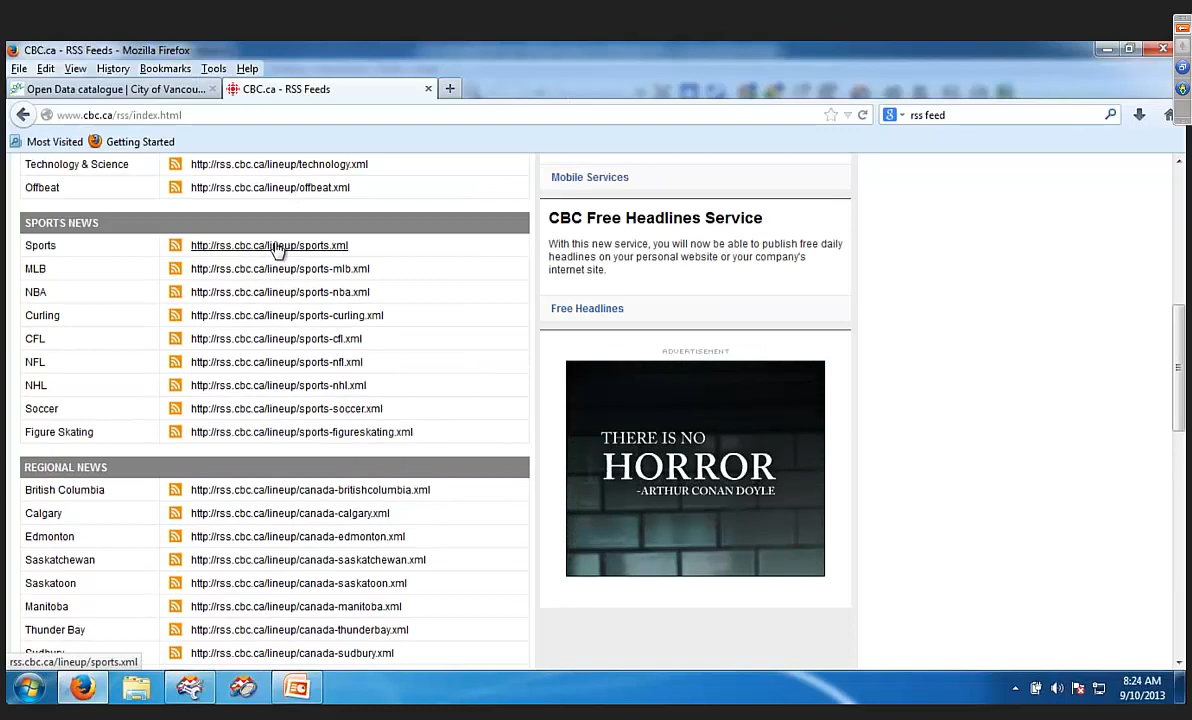 CBC.ca - RSS Feeds - Mozilla Firefox
File Edit View History Bookmarks Tools Help
Open Data catalogue | City of Vancou... CBC.ca - RSS Feeds
www.cbc.ca/rss/index.html rss feed
Most Visited Getting Started
Technology & Science http://rss.cbc.ca/lineup/technology.xml
Offbeat http://rss.cbc.ca/lineup/offbeat.xml
SPORTS NEWS
Sports http://rss.cbc.ca/lineup/sports.xml
MLB http://rss.cbc.ca/lineup/sports-mlb.xml
NBA http://rss.cbc.ca/lineup/sports-nba.xml
Curling http://rss.cbc.ca/lineup/sports-curling.xml
CFL http://rss.cbc.ca/lineup/sports-cfl.xml
NFL http://rss.cbc.ca/lineup/sports-nfl.xml
NHL http://rss.cbc.ca/lineup/sports-nhl.xml
Soccer http://rss.cbc.ca/lineup/sports-soccer.xml
Figure Skating http://rss.cbc.ca/lineup/sports-figureskating.xml
REGIONAL NEWS
British Columbia http://rss.cbc.ca/lineup/canada-britishcolumbia.xml
Calgary http://rss.cbc.ca/lineup/canada-calgary.xml
Edmonton http://rss.cbc.ca/lineup/canada-edmonton.xml
Saskatchewan http://rss.cbc.ca/lineup/canada-saskatchewan.xml
Saskatoon http://rss.cbc.ca/lineup/canada-saskatoon.xml
Manitoba http://rss.cbc.ca/lineup/canada-manitoba.xml
Thunder Bay http://rss.cbc.ca/lineup/canada-thunderbay.xml
Sudbury http://rss.cbc.ca/lineup/canada-sudbury.xml
rss.cbc.ca/lineup/sports.xml
Mobile Services
CBC Free Headlines Service
With this new service, you will now be able to publish free daily
headlines on your personal website or your company's
internet site.
Free Headlines
ADVERTISEMENT
THERE IS NO
HORROR
-ARTHUR CONAN DOYLE
8:24 AM
9/10/2013